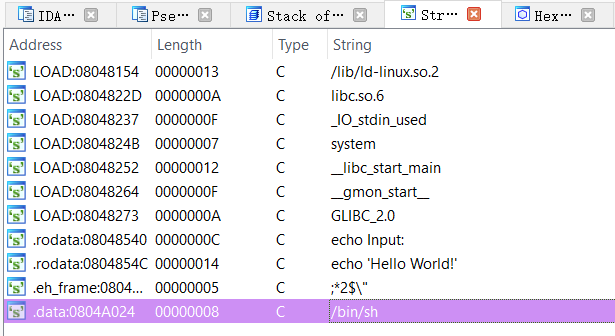 IDA··· Pse··· Stack of··· Str··· Hex···
Address Length Type String
's' LOAD:08048154 00000013 C /lib/ld-linux.so.2
's' LOAD:0804822D 0000000A C libc.so.6
's' LOAD:08048237 0000000F C _IO_stdin_used
's' LOAD:0804824B 00000007 C system
's' LOAD:08048252 00000012 C __libc_start_main
's' LOAD:08048264 0000000F C __gmon_start__
's' LOAD:08048273 0000000A C GLIBC_2.0
's' .rodata:08048540 0000000C C echo Input:
's' .rodata:0804854C 00000014 C echo 'Hello World!'
's' .eh_frame:0804... 00000005 C ;*2$\"
's' .data:0804A024 00000008 C /bin/sh